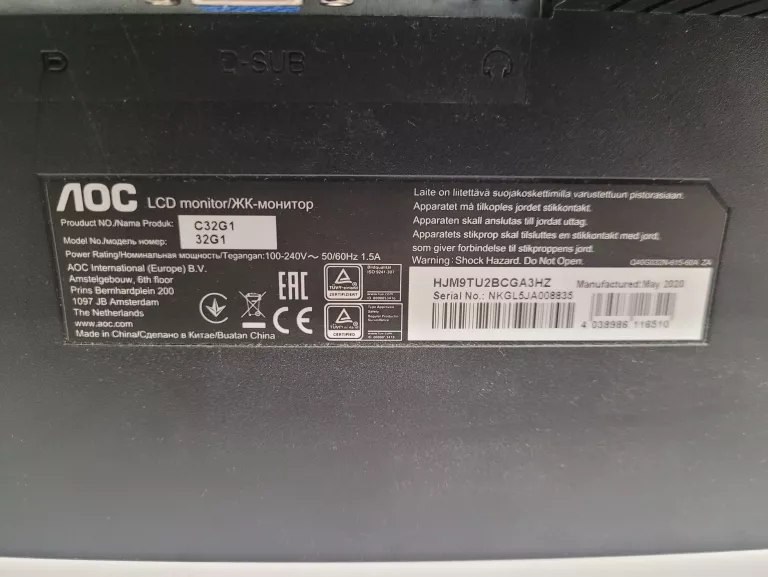 D-SUB
AOC LCD monitor/ЖК-монитор
Prouduct NO./Nama Produk: C32G1
Model No./модель номер: 32G1
Power Rating/Номинальная мощность/Tegangan:100-240V～ 50/60Hz 1.5A
AOC International (Europe) B.V.
Amstelgebouw, 6th floor
Prins Bernhardplein 200
1097 JB Amsterdam
The Netherlands
www.aoc.com
Made in China/Сделано в Китае/Buatan China
EAC
CE
CERTIFIED
Laite on liitettävä suojakoskettimilla varustettuun pistorasiaan.
Apparatet må tilkoples jordet stikkontakt.
Apparaten skall anslutas till jordat uttag.
Apparatets stikprop skal tilsluttes en stikkontakt med jord,
som giver forbindelse til stikproppens jord.
Warning: Shock Hazard. Do Not Open.
HJM9TU2BCGA3HZ
Manufactured:May 2020
Serial No.: NKGL5JA008835
4 038986 116510